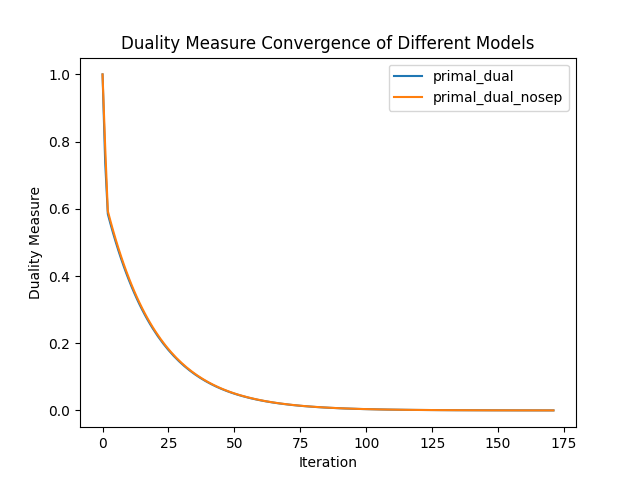 Duality Measure Convergence of Different Models
primal_dual
primal_dual_nosep
Duality Measure
1.0
0.8
0.6
0.4
0.2
0.0
0 25 50 75 100 125 150 175
Iteration